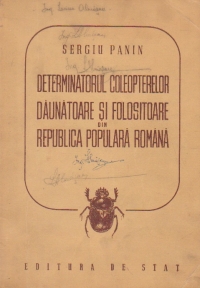 SERGIU PANIN
DETERMINATORUL COLEOPTERELOR
DĂUNĂTOARE ȘI FOLOSITOARE
DIN
REPUBLICA POPULARĂ ROMÂNĂ
EDITURA DE STAT